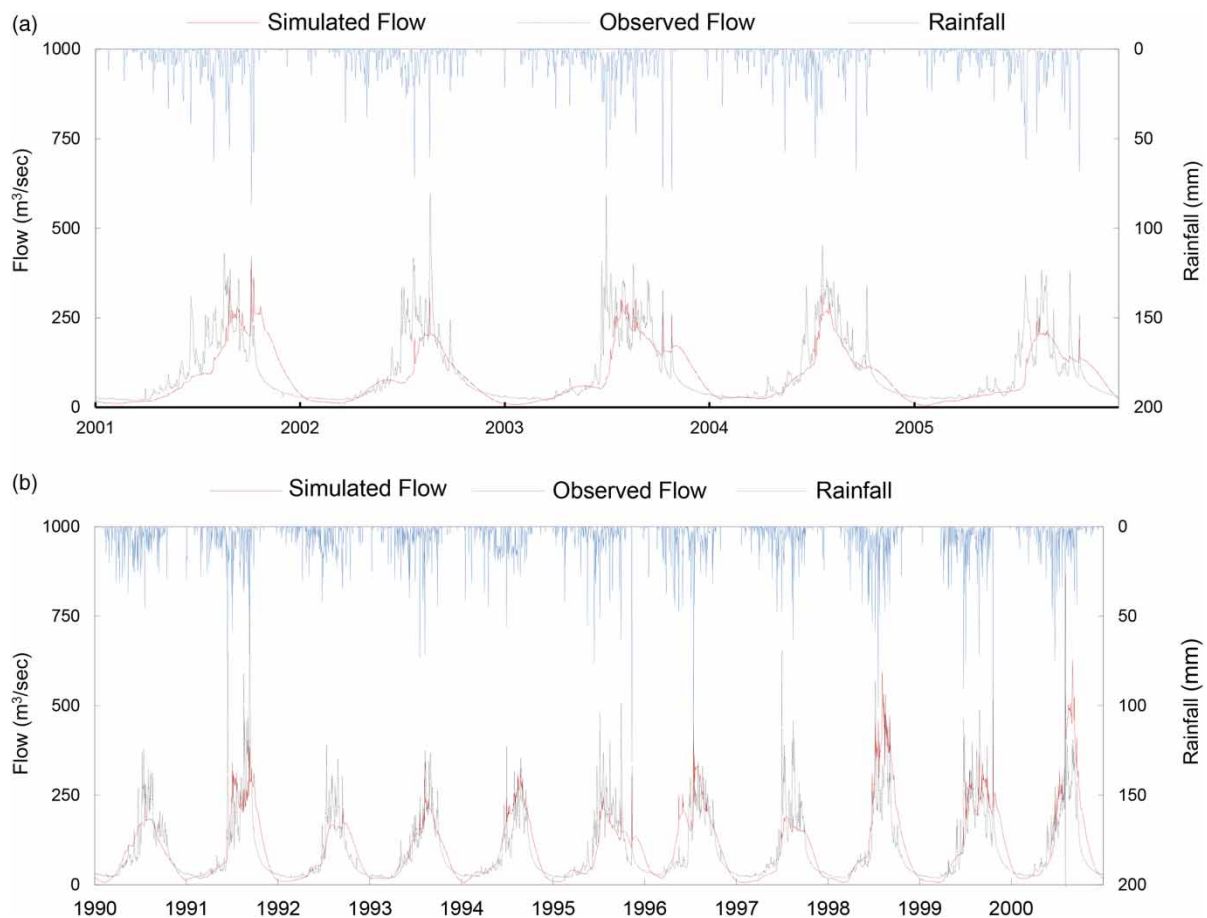 (a) Simulated Flow Observed Flow Rainfall
1000 0
750 50
500 100
250 150
0 200
Flow (m³/sec)
Rainfall (mm)
2001 2002 2003 2004 2005
(b) Simulated Flow Observed Flow Rainfall
1000 0
750 50
500 100
250 150
0 200
Flow (m³/sec)
Rainfall (mm)
1990 1991 1992 1993 1994 1995 1996 1997 1998 1999 2000